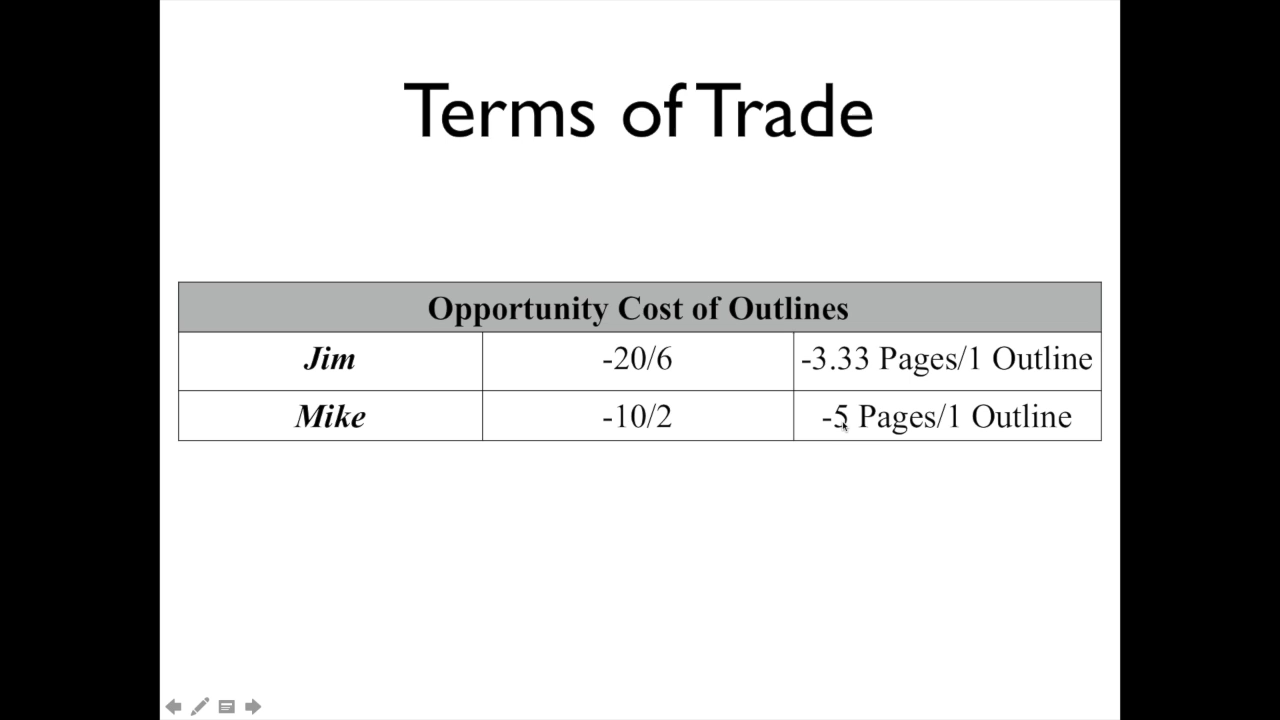 Terms of Trade
Opportunity Cost of Outlines
Jim -20/6 -3.33 Pages/1 Outline
Mike -10/2 -5 Pages/1 Outline